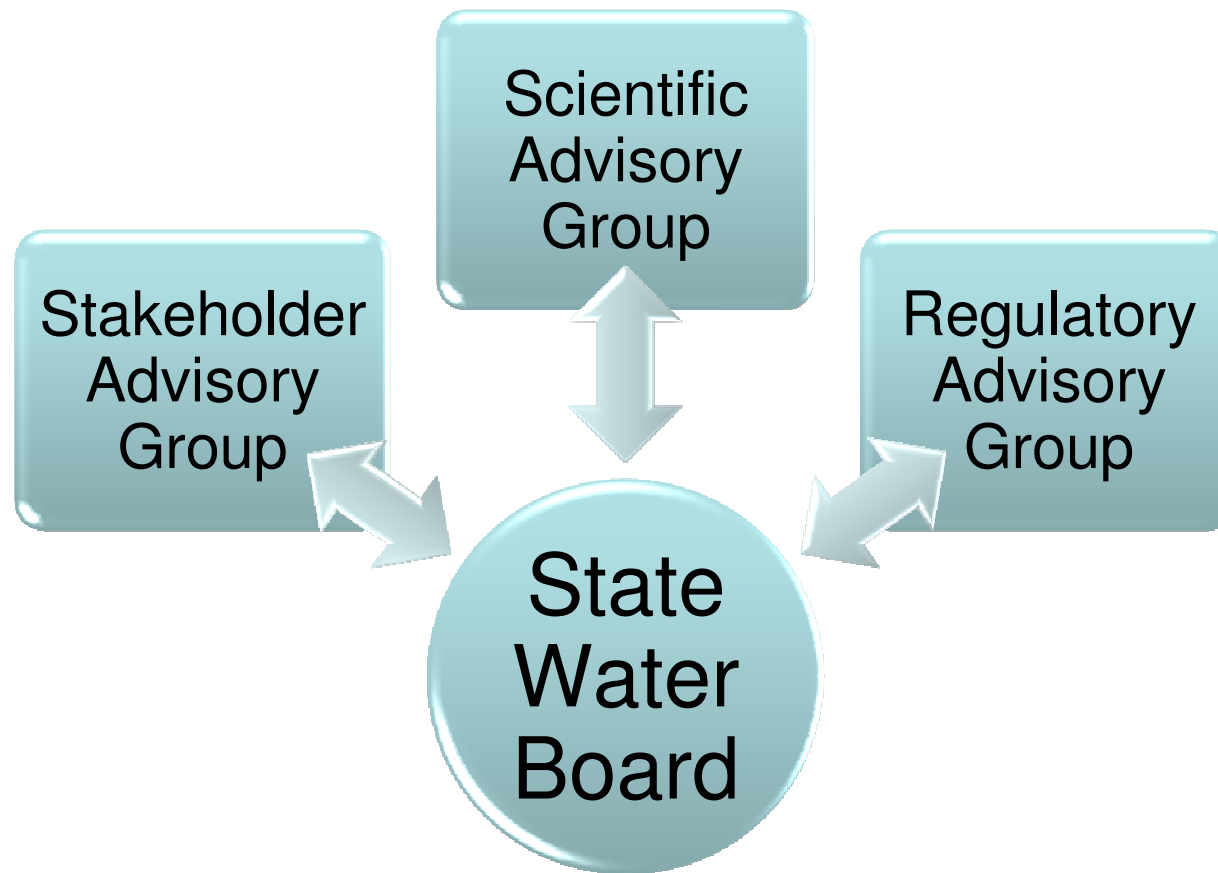 Scientific
Advisory
Group
Stakeholder
Advisory
Group
Regulatory
Advisory
Group
State
Water
Board